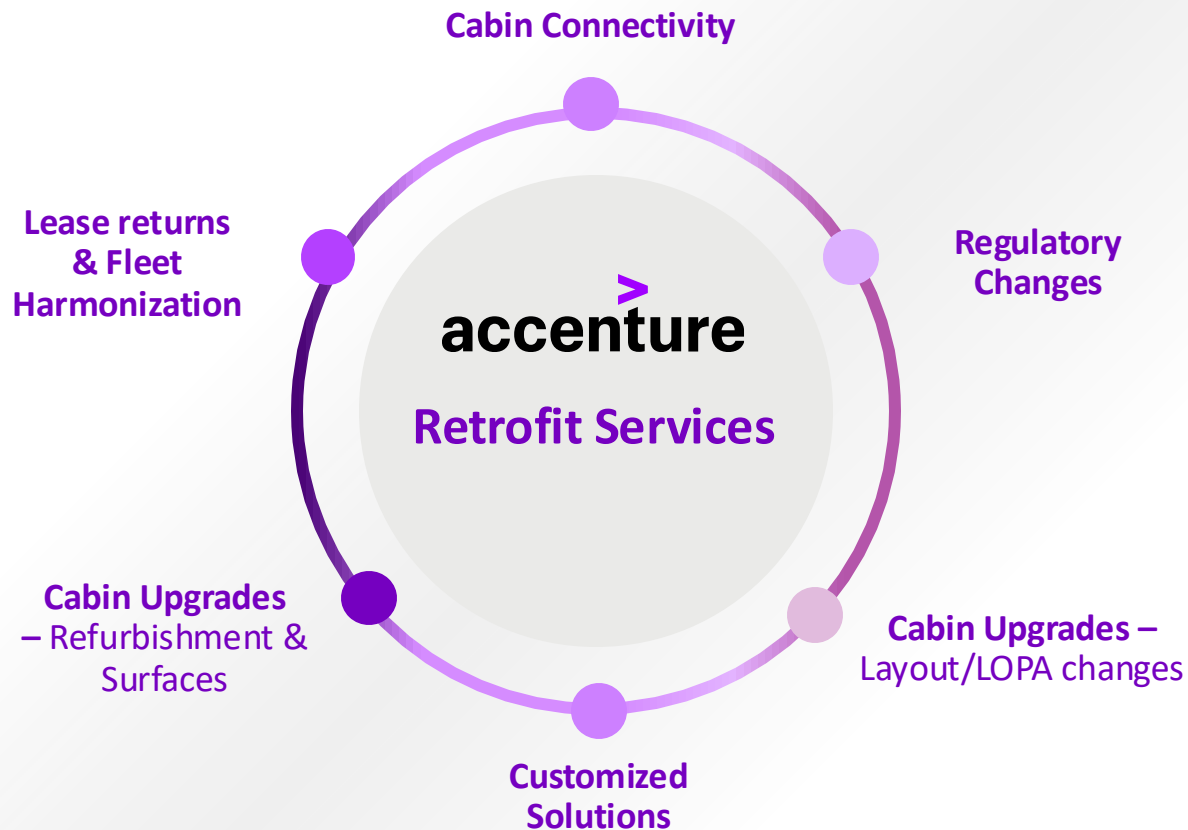 Cabin Connectivity
Lease returns
& Fleet
Harmonization
Regulatory
Changes
>
accenture
Retrofit Services
Cabin Upgrades
– Refurbishment &
Surfaces
Cabin Upgrades –
Layout/LOPA changes
Customized
Solutions